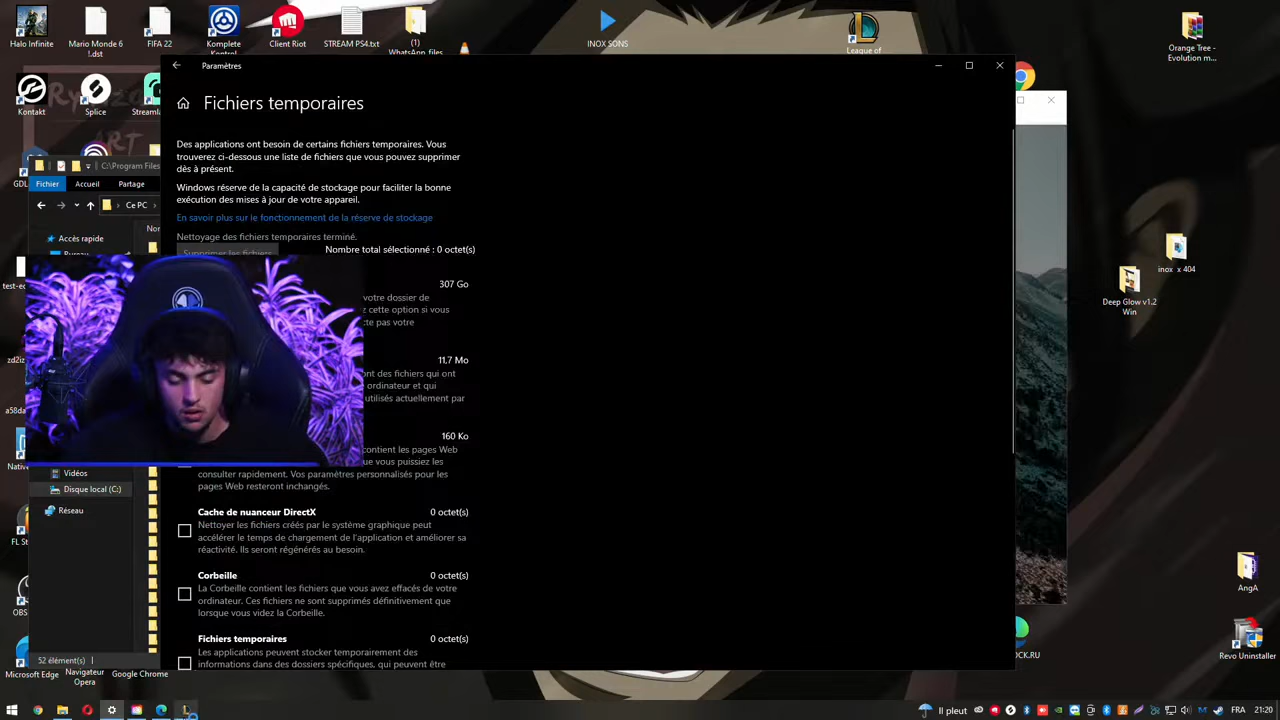 Halo Infinite
Mario Monde 6
!.dst
FIFA 22
Komplete
Kontrol
Client Riot
STREAM PS4.txt
(1)
WhatsApp_files
INOX SONS
League of
Orange Tree -
Evolution m...
Kontakt
Splice
Paramètres
Fichiers temporaires
Des applications ont besoin de certains fichiers temporaires. Vous
trouverez ci-dessous une liste de fichiers que vous pouvez supprimer
dès à présent.
Windows réserve de la capacité de stockage pour faciliter la bonne
exécution des mises à jour de votre appareil.
En savoir plus sur le fonctionnement de la réserve de stockage
Nettoyage des fichiers temporaires terminé.
Supprimer les fichiers
Nombre total sélectionné : 0 octet(s)
307 Go
votre dossier de
z cette option si vous
cte pas votre
11,7 Mo
ont des fichiers qui ont
ordinateur et qui
utilisés actuellement par
160 Ko
contient les pages Web
que vous puissiez les
consulter rapidement. Vos paramètres personnalisés pour les
pages Web resteront inchangés.
Cache de nuanceur DirectX
0 octet(s)
Nettoyer les fichiers créés par le système graphique peut
accélérer le temps de chargement de l'application et améliorer sa
réactivité. Ils seront régénérés au besoin.
Corbeille
0 octet(s)
La Corbeille contient les fichiers que vous avez effacés de votre
ordinateur. Ces fichiers ne sont supprimés définitivement que
lorsque vous videz la Corbeille.
Fichiers temporaires
0 octet(s)
Les applications peuvent stocker temporairement des
informations dans des dossiers spécifiques, qui peuvent être
C:\Program Files
Fichier
Accueil
Partage
Ce PC
Accès rapide
Bureau
Vidéos
Disque local (C:)
Réseau
52 élément(s)
inox x 404
Deep Glow v1.2
Win
AngA
Revo Uninstaller
Microsoft Edge
Navigateur
Opera
Google Chrome
Il pleut
FRA
21:20